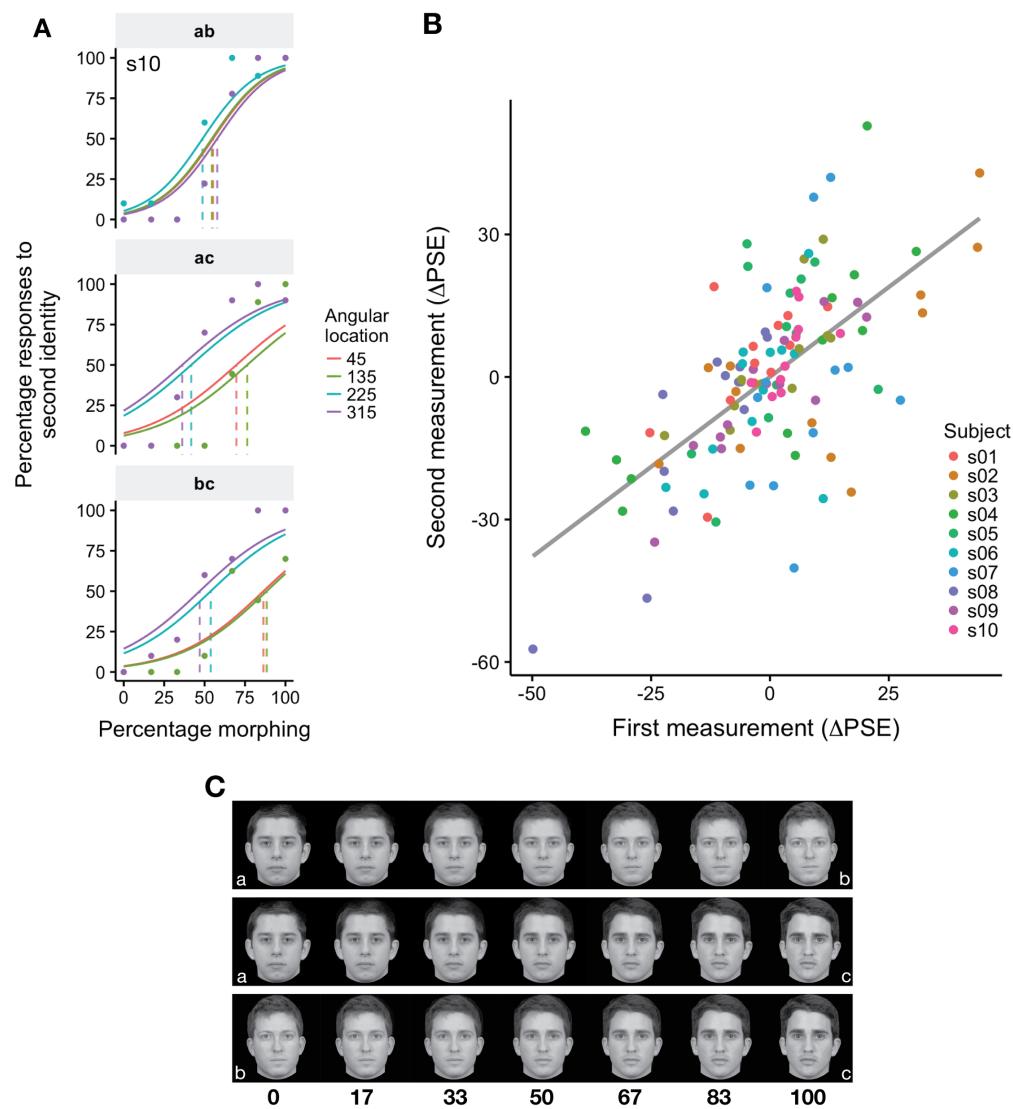 A
B
ab
s10
100
75
50
25
0
ac
100
75
50
25
0
bc
100
75
50
25
0
0 25 50 75 100
Percentage morphing
Percentage responses to
second identity
Angular
location
45
135
225
315
Second measurement (ΔPSE)
30
0
-30
-60
-50 -25 0 25
First measurement (ΔPSE)
Subject
s01
s02
s03
s04
s05
s06
s07
s08
s09
s10
C
a b
a c
b c
0 17 33 50 67 83 100